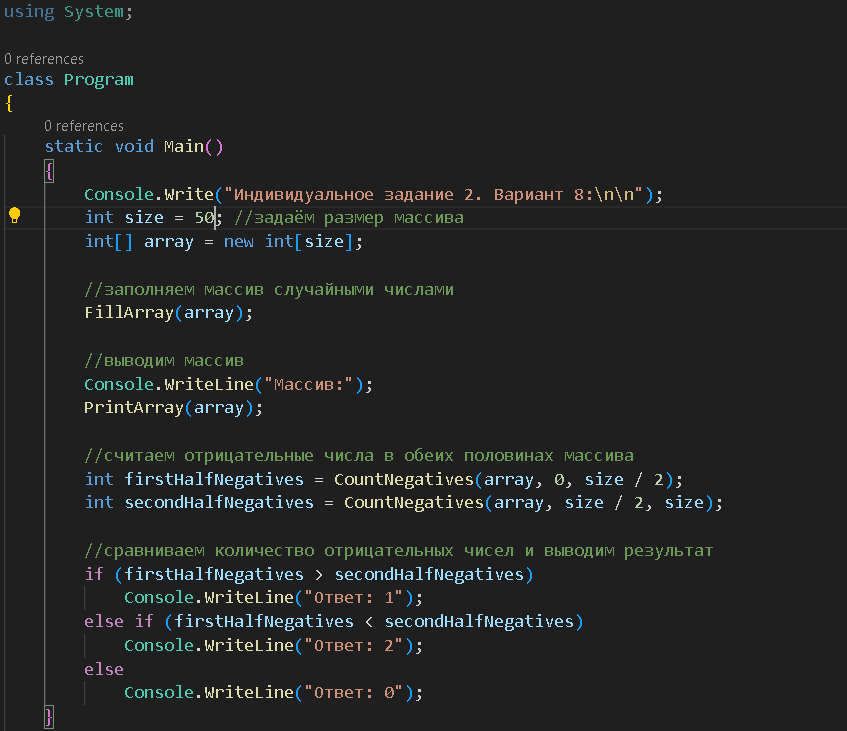 using System;
0 references
class Program
{
0 references
static void Main()
{
Console.Write("Индивидуальное задание 2. Вариант 8:\n\n");
int size = 50; //задаём размер массива
int[] array = new int[size];
//заполняем массив случайными числами
FillArray(array);
//выводим массив
Console.WriteLine("Массив:");
PrintArray(array);
//считаем отрицательные числа в обеих половинах массива
int firstHalfNegatives = CountNegatives(array, 0, size / 2);
int secondHalfNegatives = CountNegatives(array, size / 2, size);
//сравниваем количество отрицательных чисел и выводим результат
if (firstHalfNegatives > secondHalfNegatives)
Console.WriteLine("Ответ: 1");
else if (firstHalfNegatives < secondHalfNegatives)
Console.WriteLine("Ответ: 2");
else
Console.WriteLine("Ответ: 0");
}